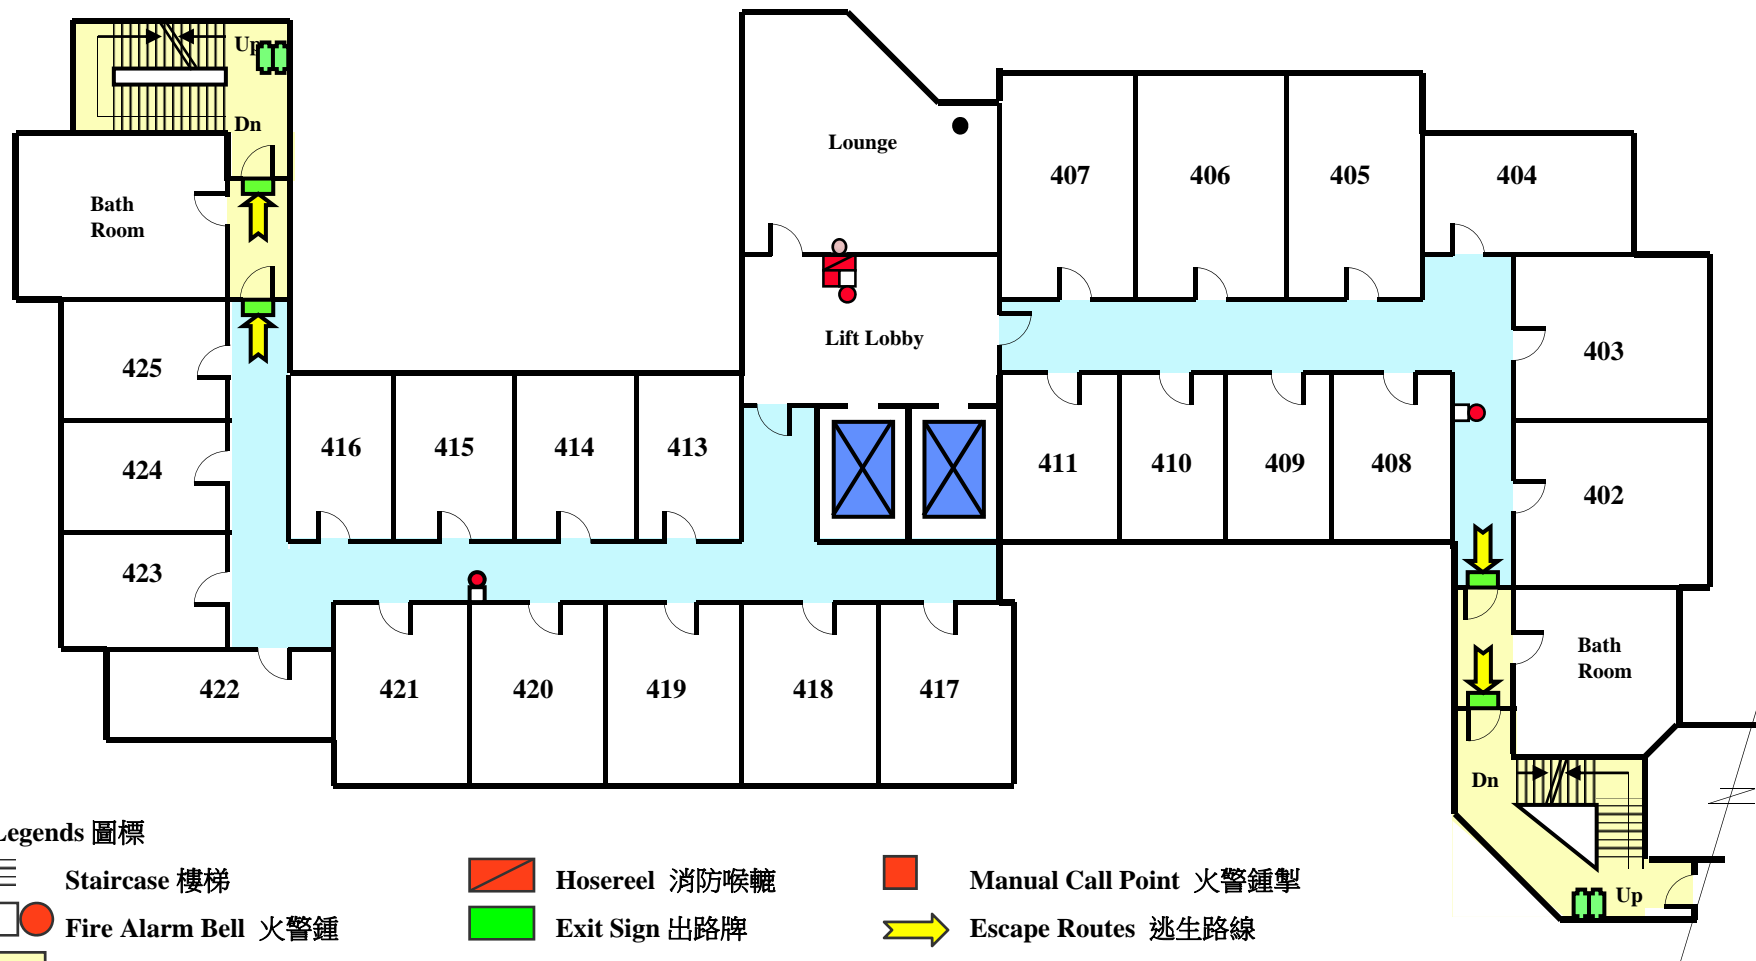 Up
Dn
Bath
Room
Lounge
407
406
405
404
425
Lift Lobby
403
424
416
415
414
413
411
410
409
408
402
423
422
421
420
419
418
417
Bath
Room
Dn
Up
Legends 圖標
Staircase 樓梯
Hosereel 消防喉轆
Manual Call Point 火警鍾掣
Fire Alarm Bell 火警鍾
Exit Sign 出路牌
Escape Routes 逃生路線